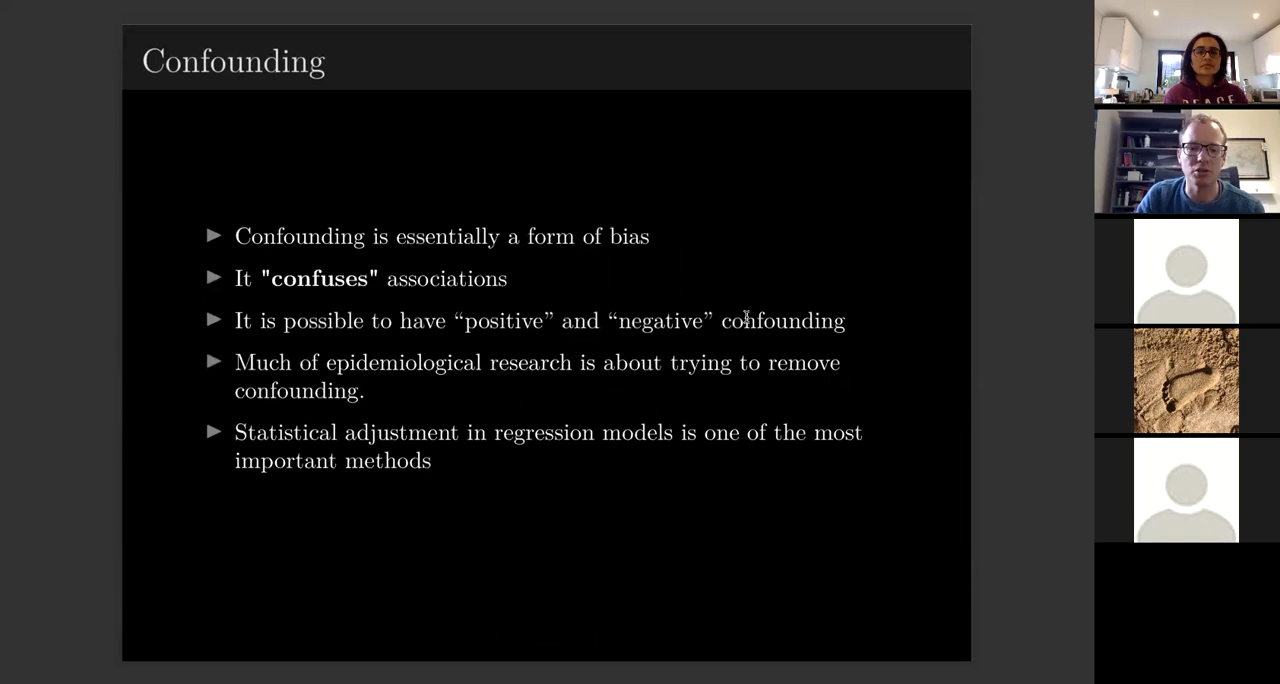 Confounding
Confounding is essentially a form of bias
It "confuses" associations
It is possible to have “positive” and “negative” confounding
Much of epidemiological research is about trying to remove
confounding.
Statistical adjustment in regression models is one of the most
important methods
PEACE